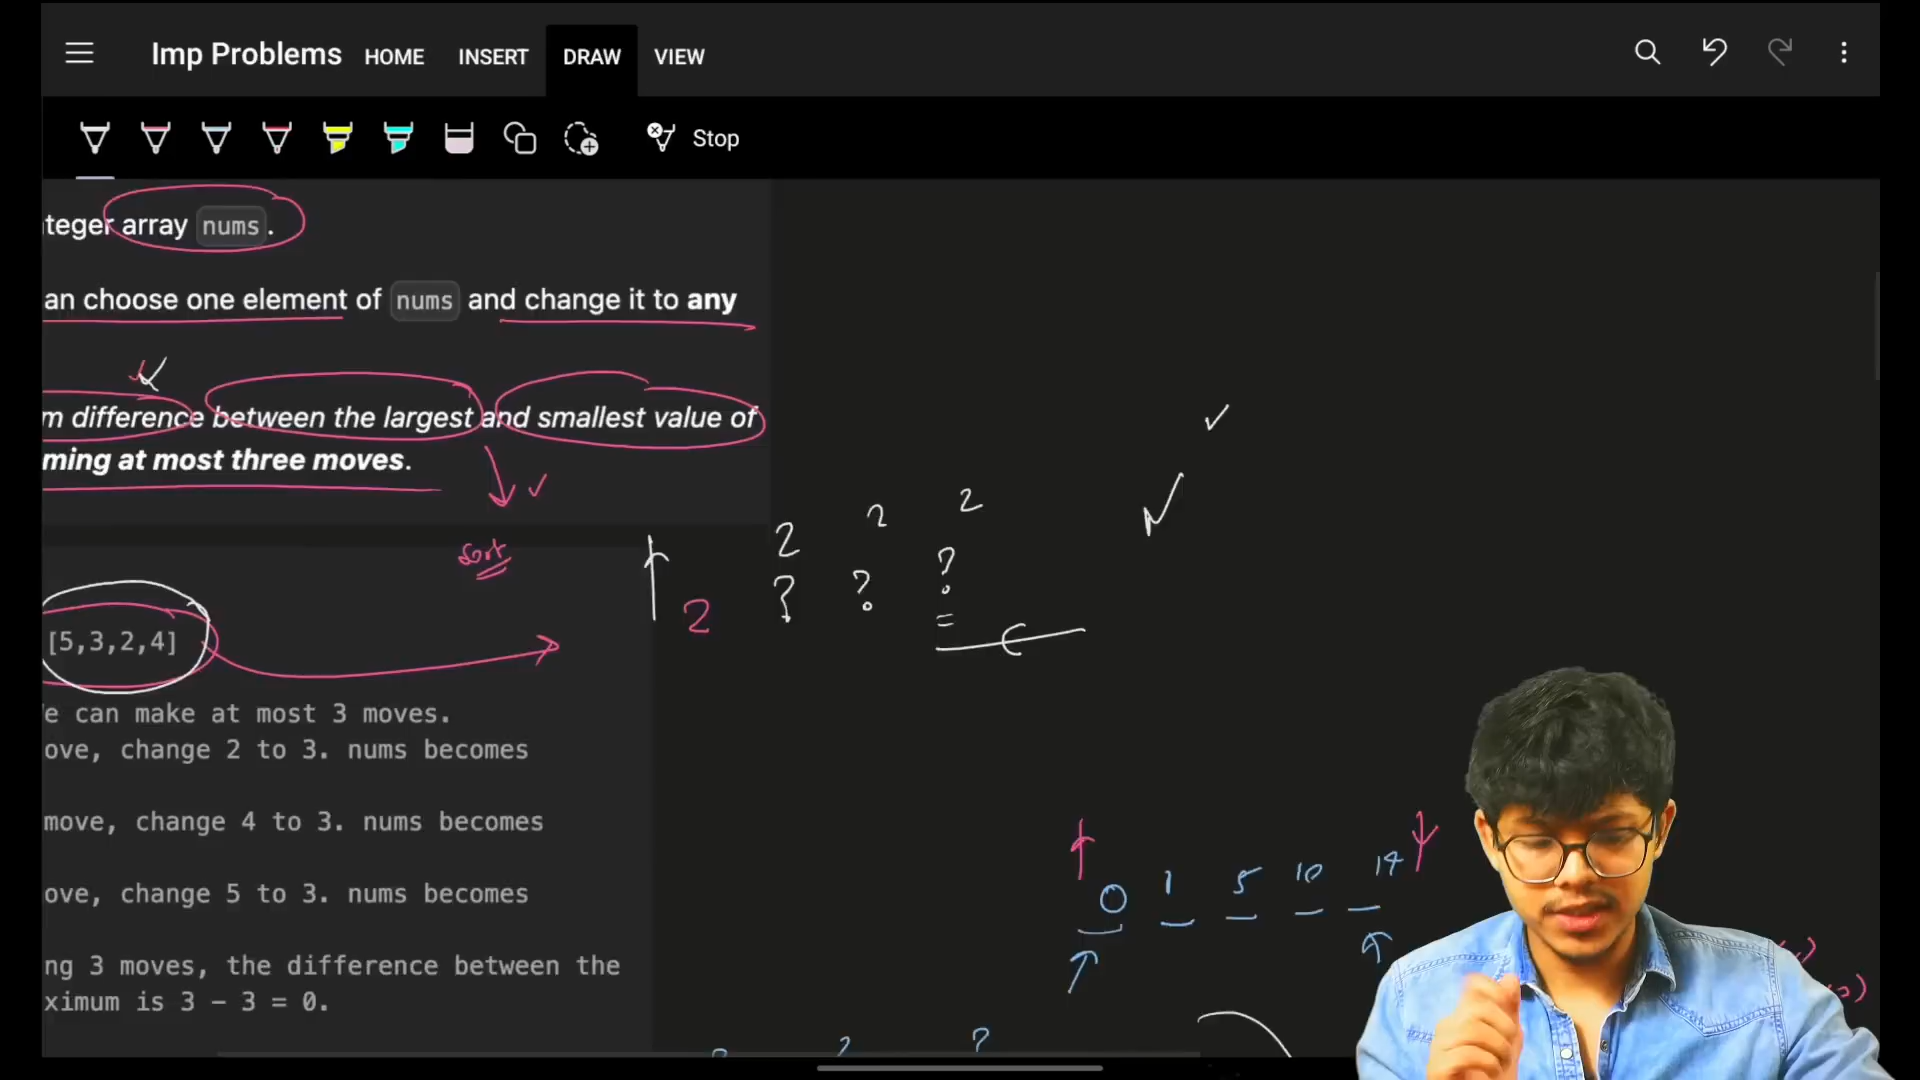 Imp Problems HOME INSERT DRAW VIEW
Stop
teger array nums.
an choose one element of nums and change it to any
m difference between the largest and smallest value of
ming at most three moves.
2 2 2
sort
? ? ?
2
=
[5,3,2,4]
e can make at most 3 moves.
ove, change 2 to 3. nums becomes
move, change 4 to 3. nums becomes
0 1 5 10 14
ove, change 5 to 3. nums becomes
ng 3 moves, the difference between the
ximum is 3 - 3 = 0.
? ? ?